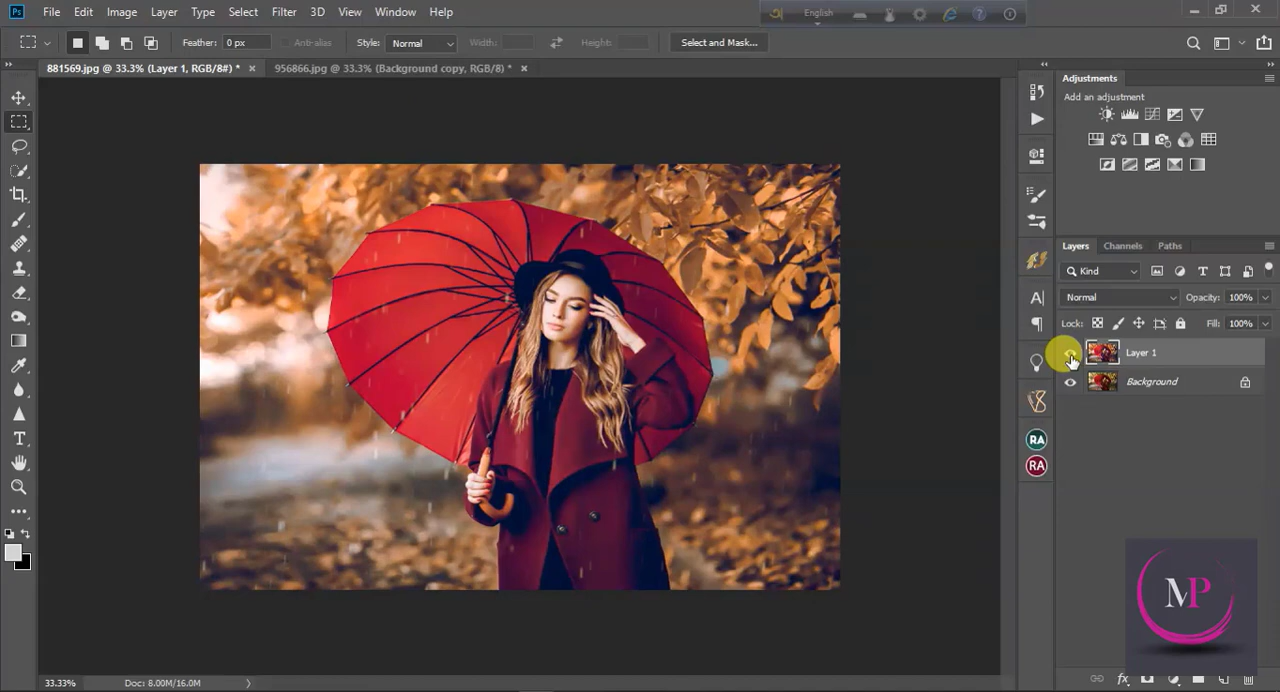 Ps File Edit Image Layer Type Select Filter 3D View Window Help
English
Feather: 0 px Anti-alias Style: Normal Width: Height: Select and Mask...
881569.jpg @ 33.3% (Layer 1, RGB/8#) * × 956866.jpg @ 33.3% (Background copy, RGB/8) * ×
Adjustments
Add an adjustment
Layers Channels Paths
Kind
Normal Opacity: 100%
Lock: Fill: 100%
Layer 1
Background
RA
RA
MP
fx
33.33% Doc: 8.00M/16.0M